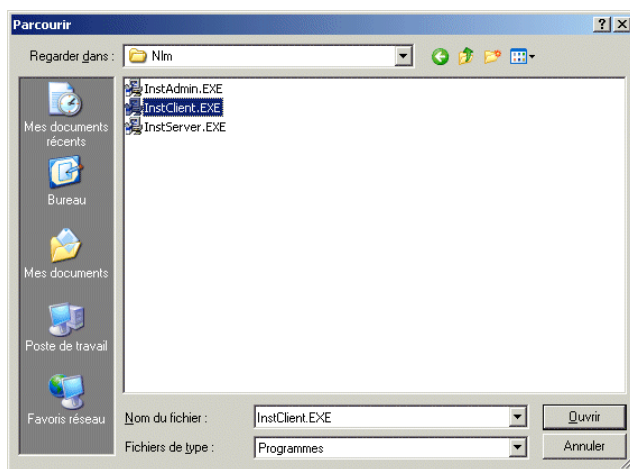 Parcourir
Regarder dans :
Nlm
InstAdmin.EXE
InstClient.EXE
InstServer.EXE
Mes documents
récents
Bureau
Mes documents
Poste de travail
Favoris réseau
Nom du fichier :
InstClient.EXE
Ouvrir
Fichiers de type :
Programmes
Annuler